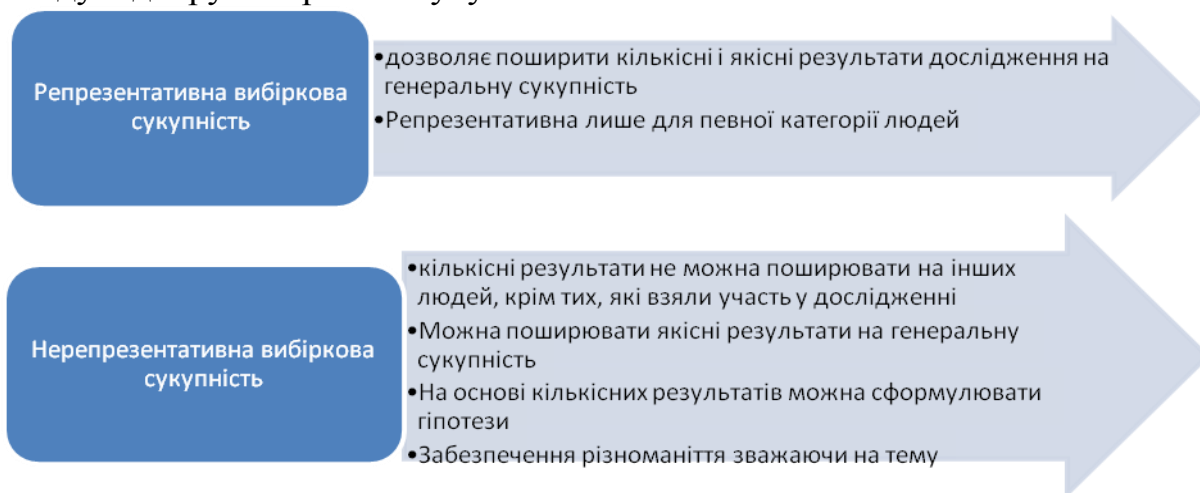 Репрезентативна вибіркова
сукупність
•дозволяє поширити кількісні і якісні результати дослідження на
генеральну сукупність
•Репрезентативна лише для певної категорії людей
Нерепрезентативна вибіркова
сукупність
•кількісні результати не можна поширювати на інших
людей, крім тих, які взяли участь у дослідженні
•Можна поширювати якісні результати на генеральну
сукупність
•На основі кількісних результатів можна сформулювати
гіпотези
•Забезпечення різноманіття зважаючи на тему